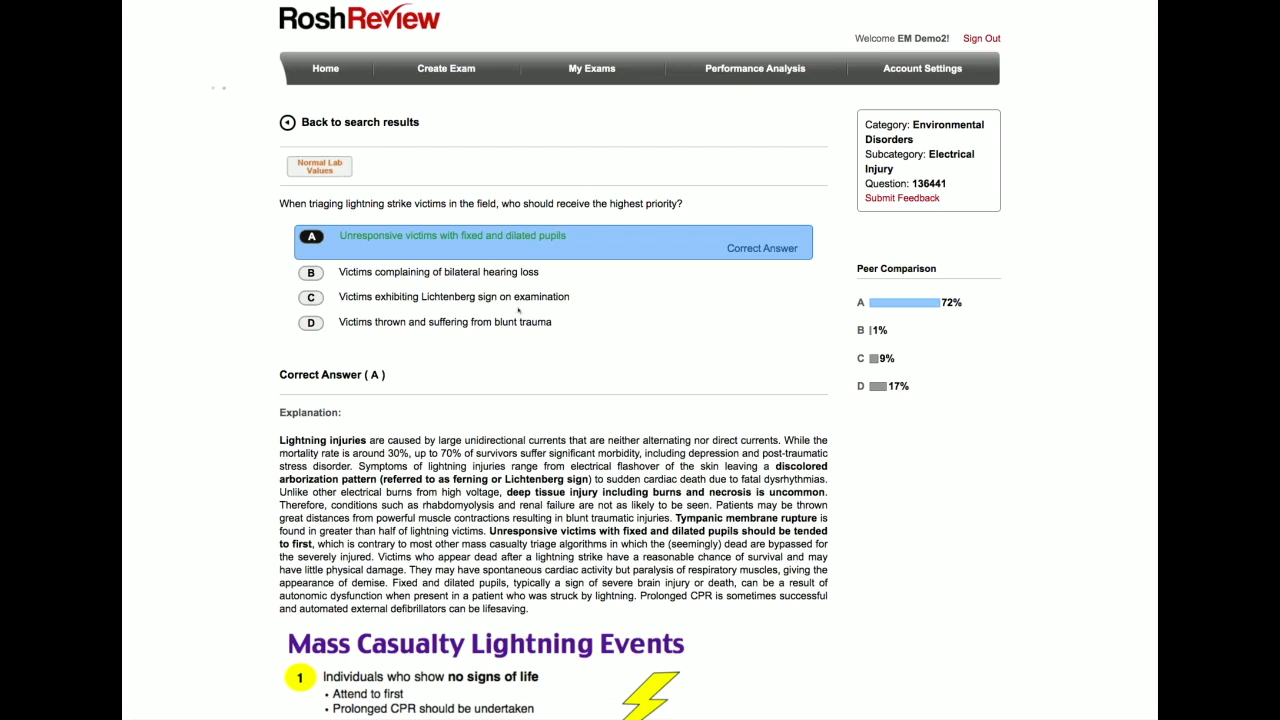 RoshReview
Welcome EM Demo2! Sign Out
Home Create Exam My Exams Performance Analysis Account Settings
Back to search results
Normal Lab
Values
When triaging lightning strike victims in the field, who should receive the highest priority?
A Unresponsive victims with fixed and dilated pupils
Correct Answer
B Victims complaining of bilateral hearing loss
C Victims exhibiting Lichtenberg sign on examination
D Victims thrown and suffering from blunt trauma
Correct Answer ( A )
Explanation:
Lightning injuries are caused by large unidirectional currents that are neither alternating nor direct currents. While the
mortality rate is around 30%, up to 70% of survivors suffer significant morbidity, including depression and post-traumatic
stress disorder. Symptoms of lightning injuries range from electrical flashover of the skin leaving a discolored
arborization pattern (referred to as ferning or Lichtenberg sign) to sudden cardiac death due to fatal dysrhythmias.
Unlike other electrical burns from high voltage, deep tissue injury including burns and necrosis is uncommon.
Therefore, conditions such as rhabdomyolysis and renal failure are not as likely to be seen. Patients may be thrown
great distances from powerful muscle contractions resulting in blunt traumatic injuries. Tympanic membrane rupture is
found in greater than half of lightning victims. Unresponsive victims with fixed and dilated pupils should be tended
to first, which is contrary to most other mass casualty triage algorithms in which the (seemingly) dead are bypassed for
the severely injured. Victims who appear dead after a lightning strike have a reasonable chance of survival and may
have little physical damage. They may have spontaneous cardiac activity but paralysis of respiratory muscles, giving the
appearance of demise. Fixed and dilated pupils, typically a sign of severe brain injury or death, can be a result of
autonomic dysfunction when present in a patient who was struck by lightning. Prolonged CPR is sometimes successful
and automated external defibrillators can be lifesaving.
Mass Casualty Lightning Events
1 Individuals who show no signs of life
• Attend to first
• Prolonged CPR should be undertaken
Category: Environmental
Disorders
Subcategory: Electrical
Injury
Question: 136441
Submit Feedback
Peer Comparison
A 72%
B 1%
C 9%
D 17%